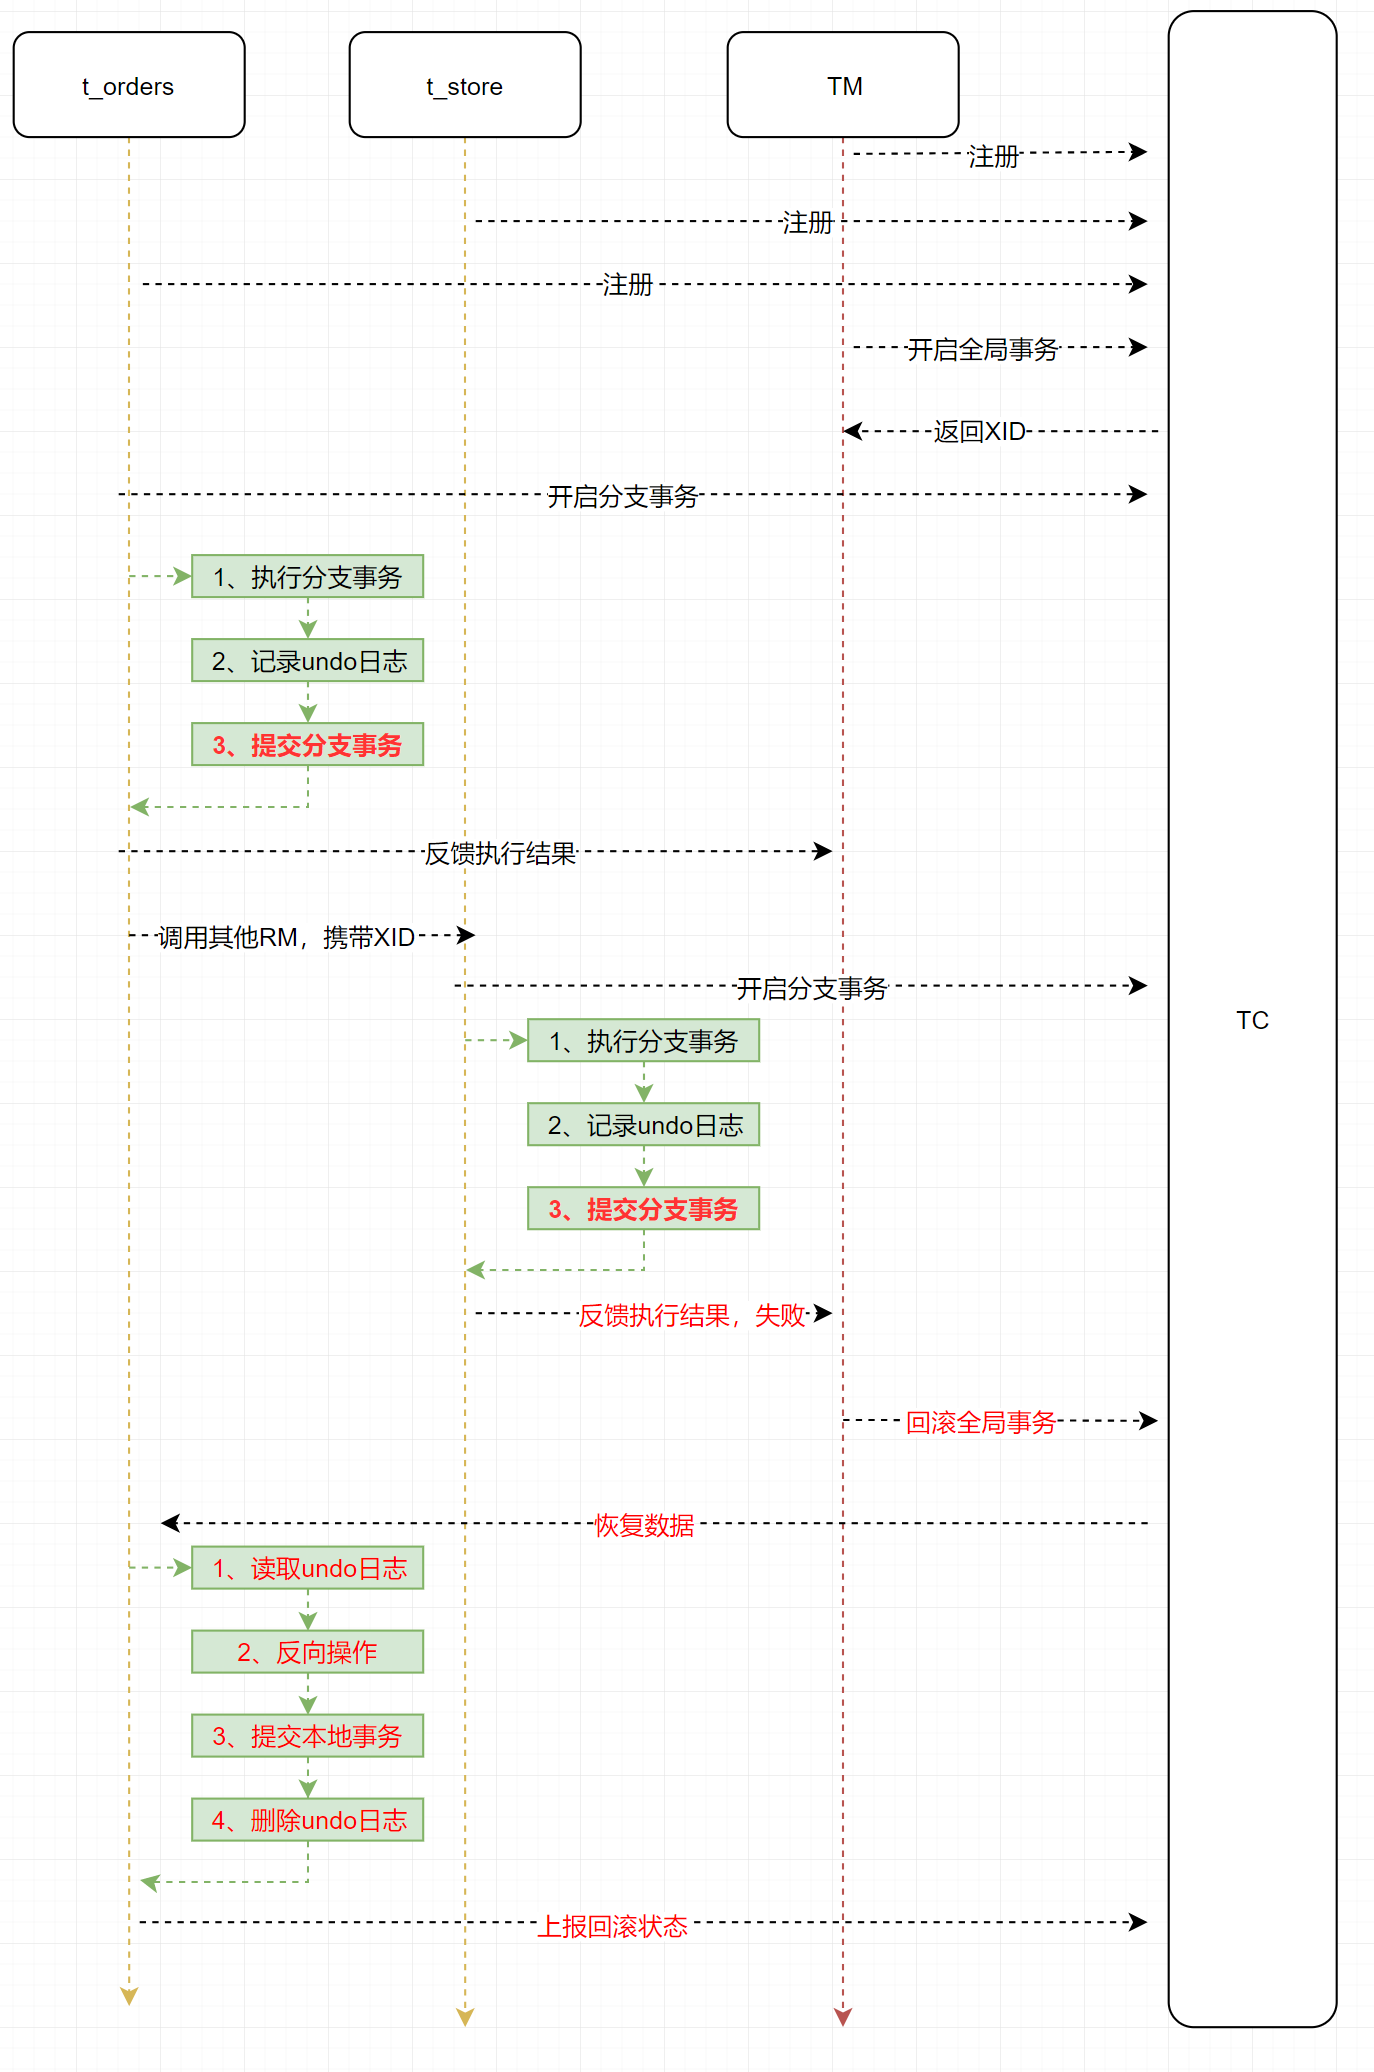 t_orders
t_store
TM
注册
注册
注册
开启全局事务
返回XID
开启分支事务
1、执行分支事务
2、记录undo日志
3、提交分支事务
反馈执行结果
调用其他RM，携带XID
开启分支事务
TC
1、执行分支事务
2、记录undo日志
3、提交分支事务
反馈执行结果，失败
回滚全局事务
恢复数据
1、读取undo日志
2、反向操作
3、提交本地事务
4、删除undo日志
上报回滚状态